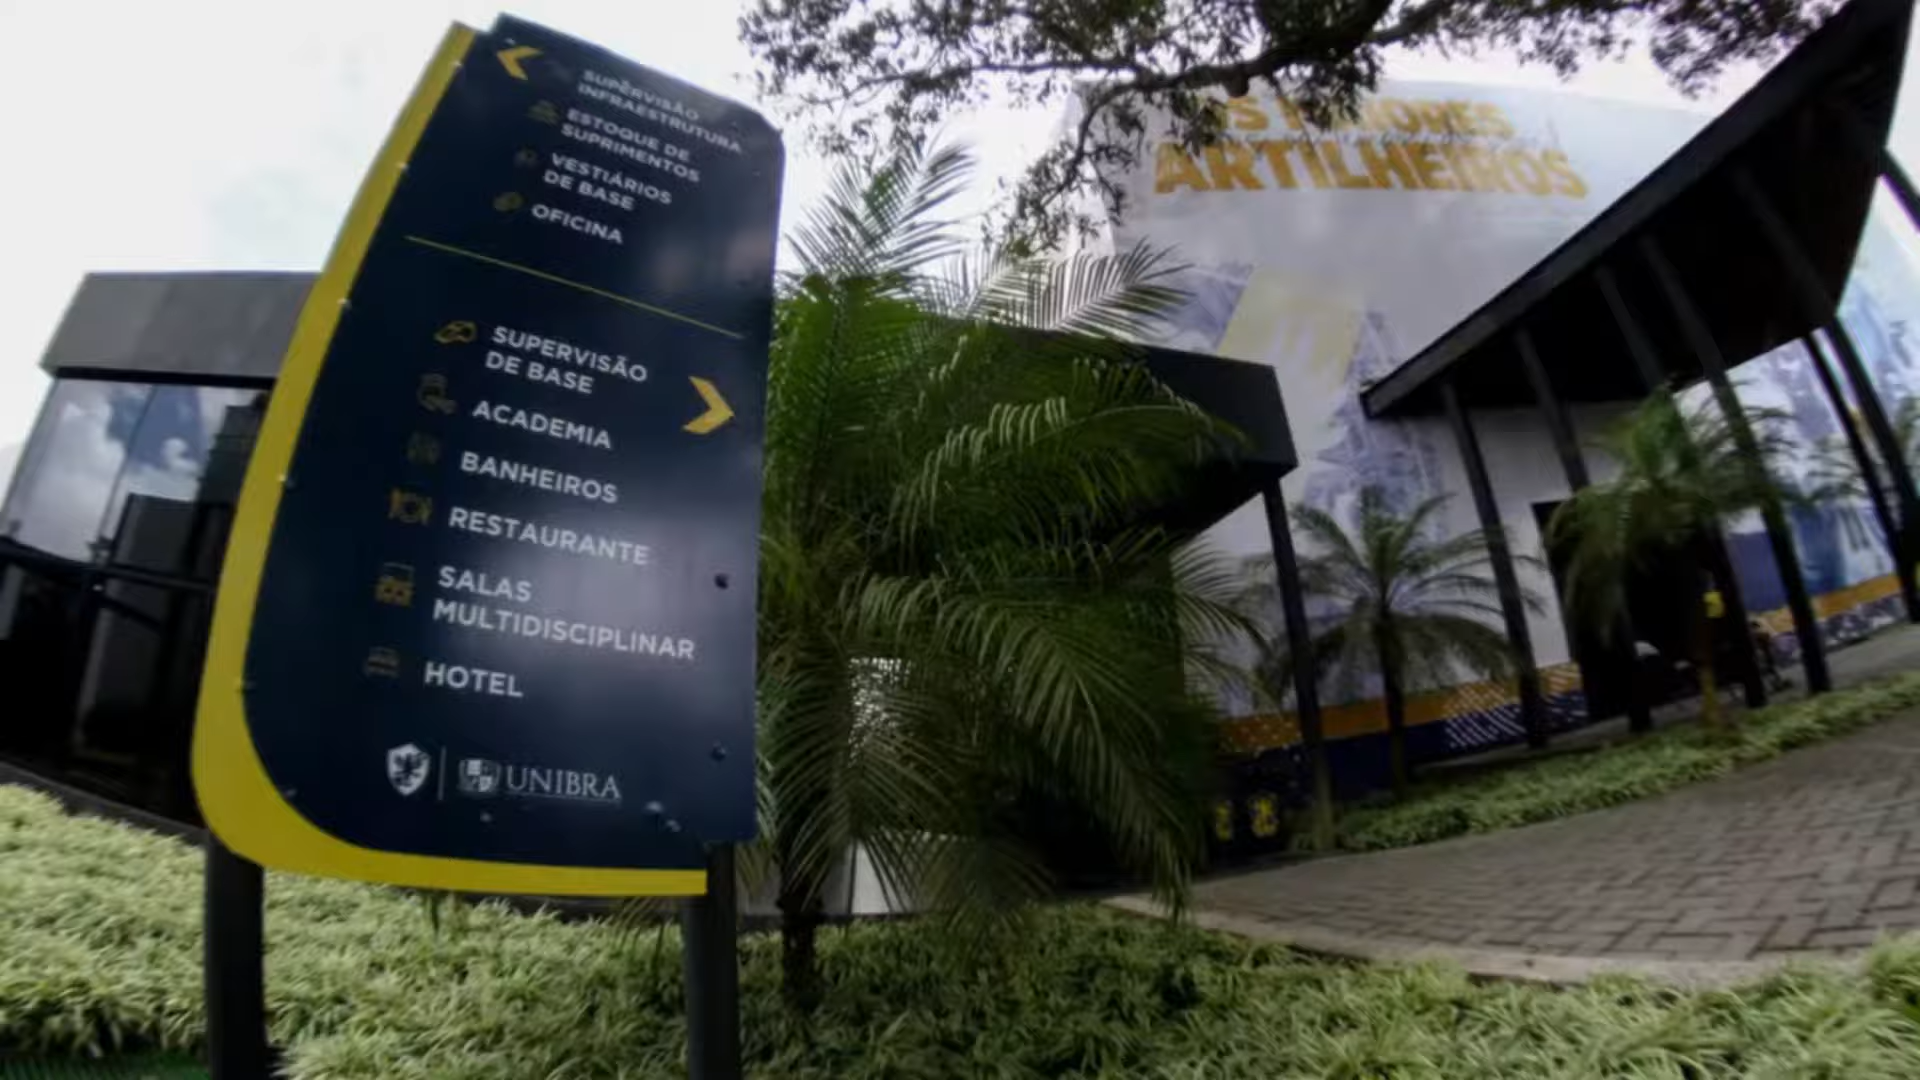 SUPERVISÃO
INFRAESTRUTURA
ESTOQUE DE
SUPRIMENTOS
VESTIÁRIOS
DE BASE
OFICINA
SUPERVISÃO
DE BASE
ACADEMIA
BANHEIROS
RESTAURANTE
SALAS
MULTIDISCIPLINAR
HOTEL
UNIBRA
ARTILHEIROS